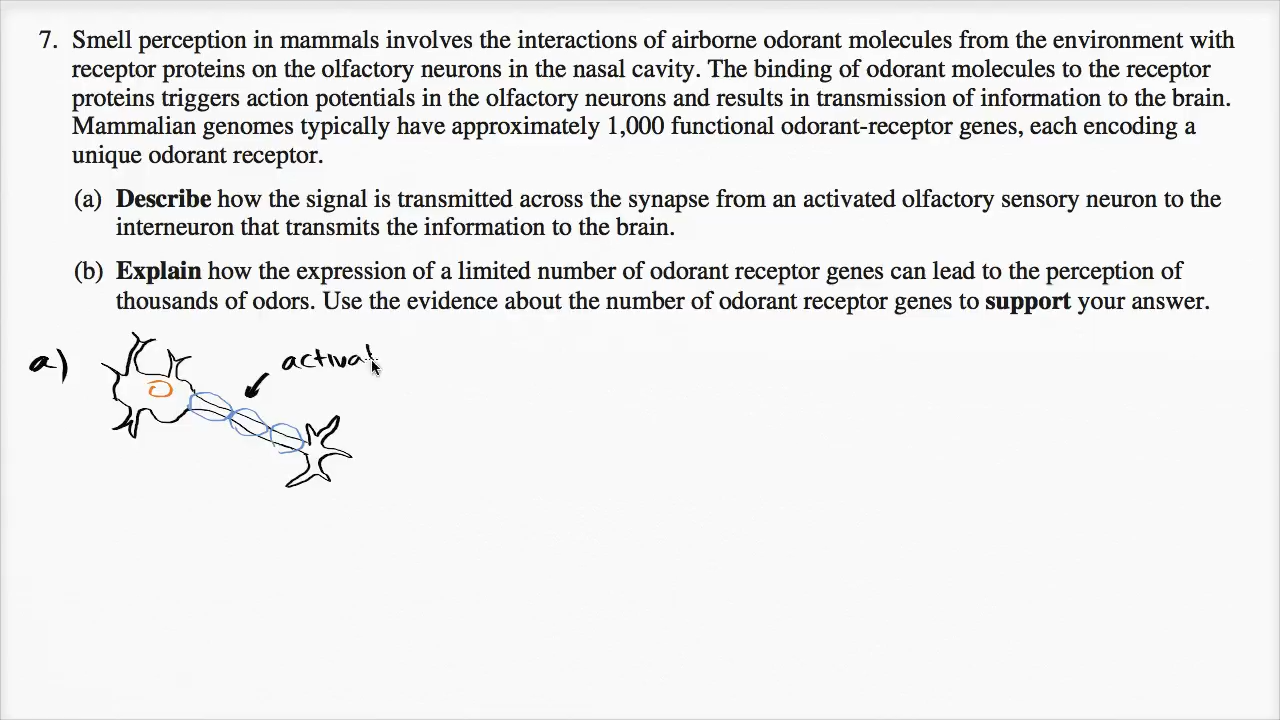 7. Smell perception in mammals involves the interactions of airborne odorant molecules from the environment with
receptor proteins on the olfactory neurons in the nasal cavity. The binding of odorant molecules to the receptor
proteins triggers action potentials in the olfactory neurons and results in transmission of information to the brain.
Mammalian genomes typically have approximately 1,000 functional odorant-receptor genes, each encoding a
unique odorant receptor.
(a) Describe how the signal is transmitted across the synapse from an activated olfactory sensory neuron to the
interneuron that transmits the information to the brain.
(b) Explain how the expression of a limited number of odorant receptor genes can lead to the perception of
thousands of odors. Use the evidence about the number of odorant receptor genes to support your answer.
a)
activat